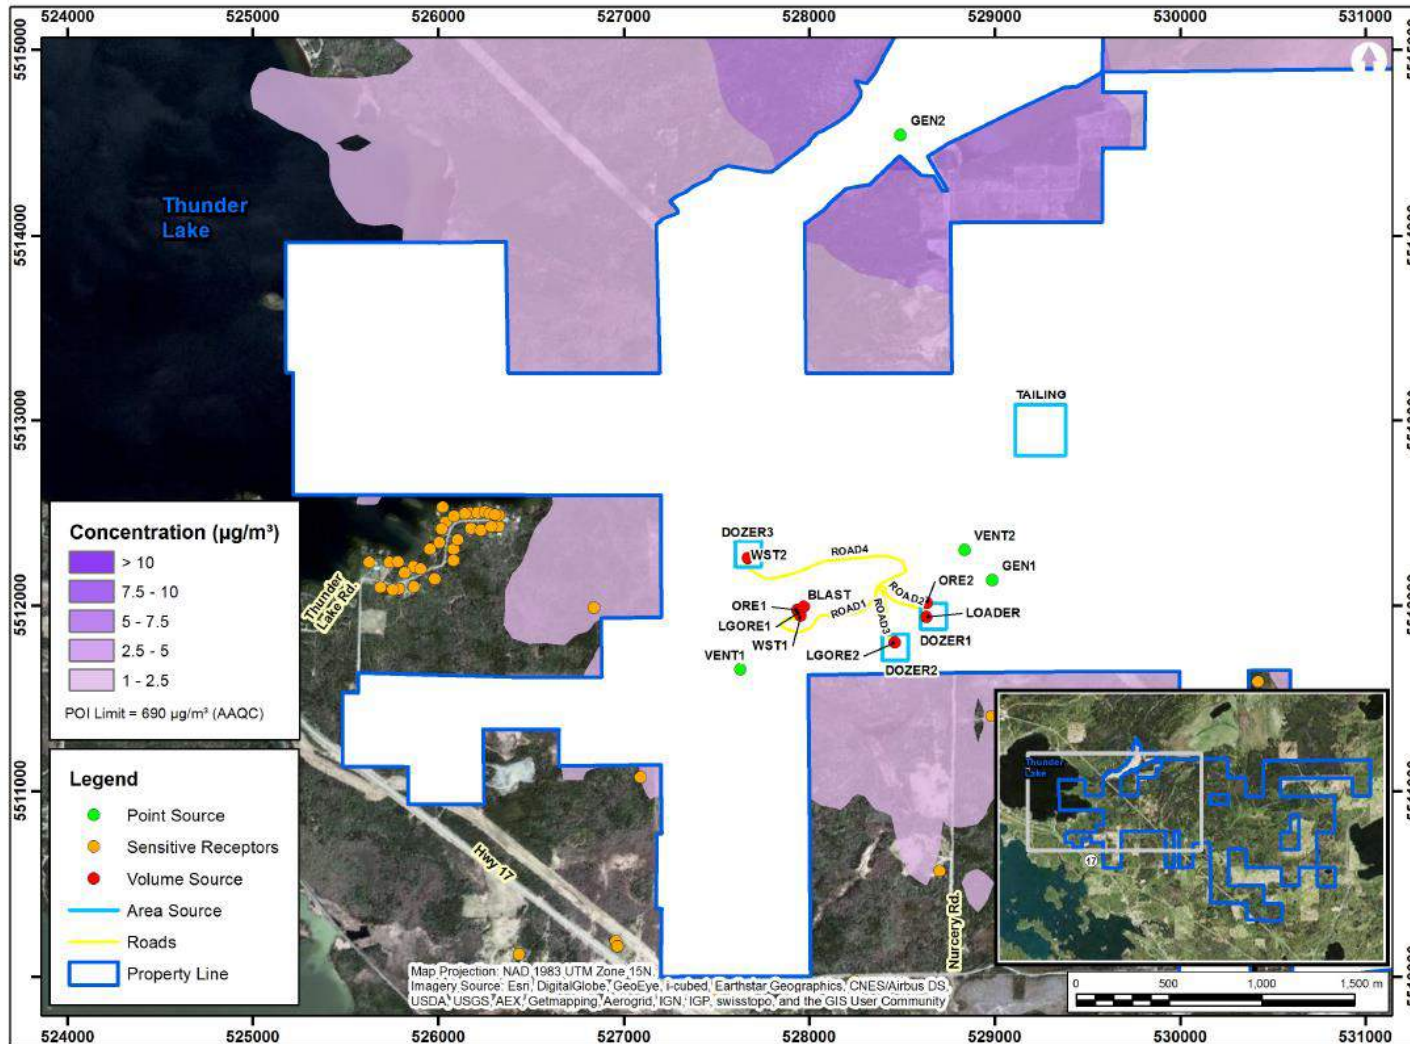 524000 525000 526000 527000 528000 529000 530000 531000
5515000 5515000
GEN2
Thunder
Lake
5514000 5514000
TAILING
5513000 5513000
Concentration (µg/m³)
> 10
7.5 - 10
5 - 7.5
2.5 - 5
1 - 2.5
POI Limit = 690 µg/m³ (AAQC)
Thunder
Lake Rd.
DOZER3
WST2
ROAD4
VENT2
GEN1
ORE2
BLAST
ROAD2
ORE1
ROAD1
LOADER
LGORE1
ROAD3
DOZER1
WST1
LGORE2
VENT1
DOZER2
5512000 5512000
5511000 5511000
Legend
Point Source
Sensitive Receptors
Volume Source
Area Source
Roads
Property Line
Hwy 17
Nurcery Rd.
Thunder
Lake
17
Map Projection: NAD 1983 UTM Zone 15N.
Imagery Source: Esri, DigitalGlobe, GeoEye, i-cubed, Earthstar Geographics, CNES/Airbus DS,
USDA, USGS, AEX, Getmapping, Aerogrid, IGN, IGP, swisstopo, and the GIS User Community
0 500 1,000 1,500 m
524000 525000 526000 527000 528000 529000 530000 531000